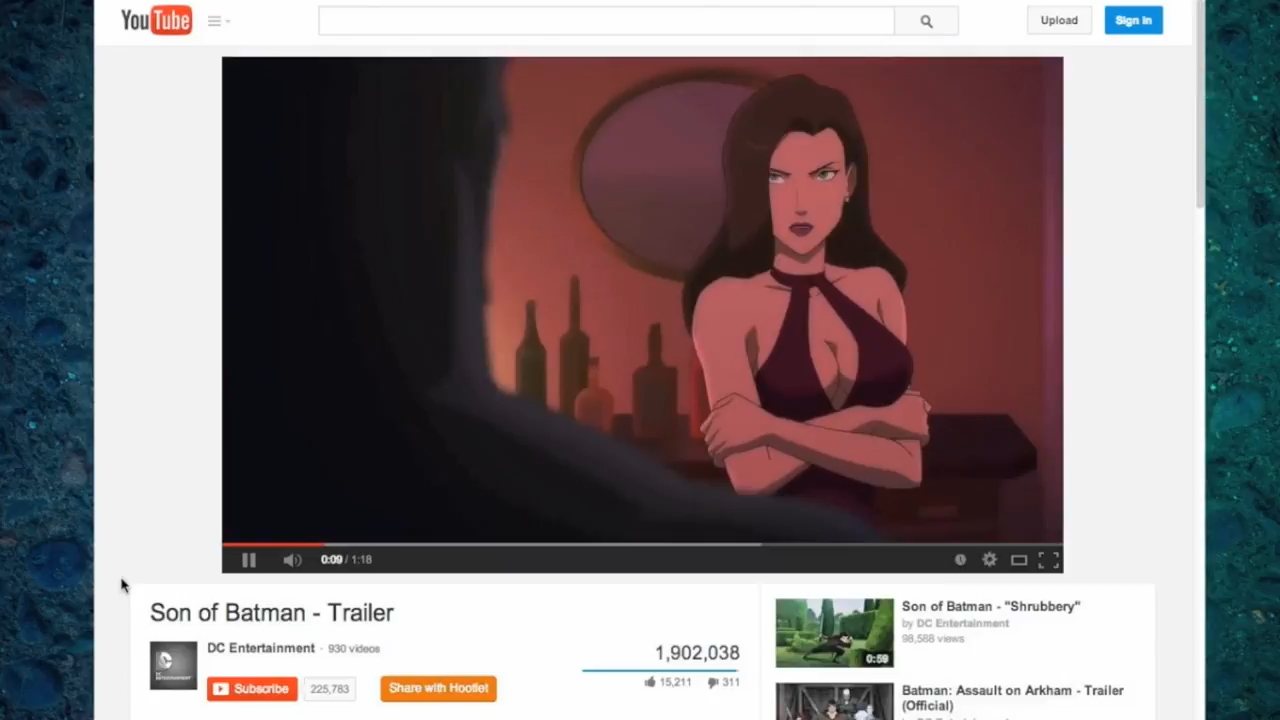 YouTube
Upload
Sign in
0:09 / 1:18
Son of Batman - Trailer
DC Entertainment · 930 videos
Subscribe
225,783
Share with Hootlet
1,902,038
15,211
311
0:59
Son of Batman - "Shrubbery"
by DC Entertainment
98,588 views
Batman: Assault on Arkham - Trailer
(Official)